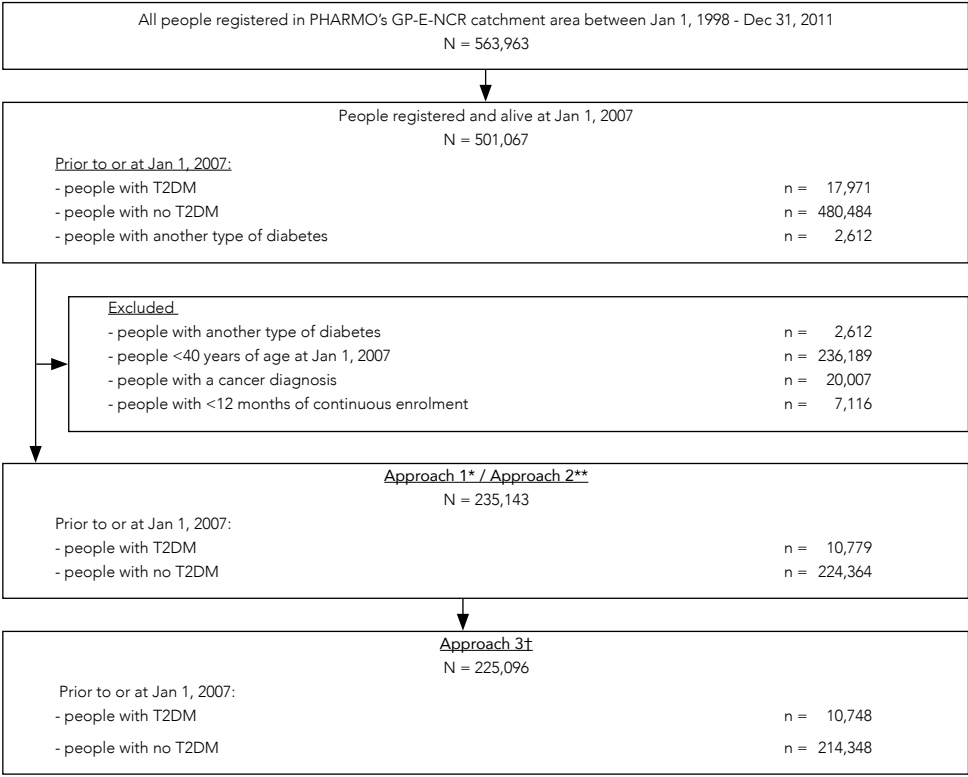 All people registered in PHARMO's GP-E-NCR catchment area between Jan 1, 1998 - Dec 31, 2011
N = 563,963
People registered and alive at Jan 1, 2007
N = 501,067
Prior to or at Jan 1, 2007:
- people with T2DM n = 17,971
- people with no T2DM n = 480,484
- people with another type of diabetes n = 2,612
Excluded
- people with another type of diabetes n = 2,612
- people <40 years of age at Jan 1, 2007 n = 236,189
- people with a cancer diagnosis n = 20,007
- people with <12 months of continuous enrolment n = 7,116
Approach 1* / Approach 2**
N = 235,143
Prior to or at Jan 1, 2007:
- people with T2DM n = 10,779
- people with no T2DM n = 224,364
Approach 3†
N = 225,096
Prior to or at Jan 1, 2007:
- people with T2DM n = 10,748
- people with no T2DM n = 214,348